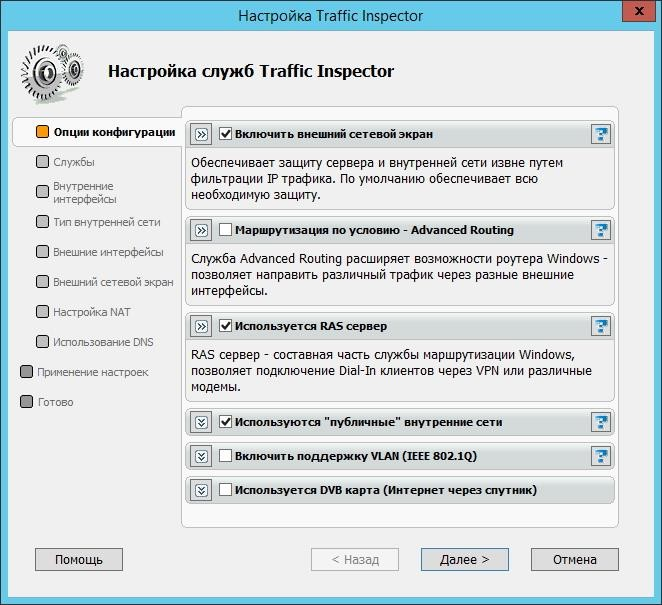 Настройка Traffic Inspector
x
Настройка служб Traffic Inspector
Опции конфигурации
Службы
Внутренние
интерфейсы
Тип внутренней сети
Внешние интерфейсы
Внешний сетевой экран
Настройка NAT
Использование DNS
Применение настроек
Готово
Включить внешний сетевой экран
Обеспечивает защиту сервера и внутренней сети извне путем
фильтрации IP трафика. По умолчанию обеспечивает всю
необходимую защиту.
Маршрутизация по условию - Advanced Routing
Служба Advanced Routing расширяет возможности роутера Windows -
позволяет направить различный трафик через разные внешние
интерфейсы.
Используется RAS сервер
RAS сервер - составная часть службы маршрутизации Windows,
позволяет подключение Dial-In клиентов через VPN или различные
модемы.
Используются "публичные" внутренние сети
Включить поддержку VLAN (IEEE 802.1Q)
Используется DVB карта (Интернет через спутник)
Помощь
< Назад
Далее >
Отмена